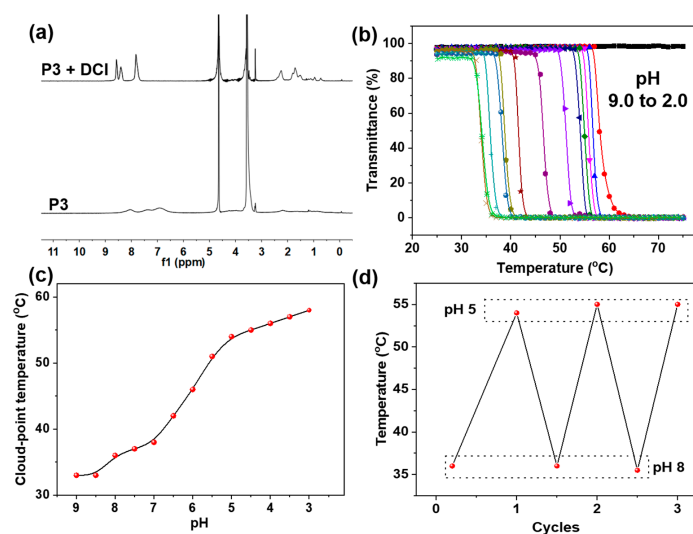 (a)
P3 + DCl
P3
11 10 9 8 7 6 5 4 3 2 1 0
f1 (ppm)
(b)
Transmittance (%)
100
80
60
40
20
0
pH
9.0 to 2.0
20 30 40 50 60 70
Temperature (°C)
(c)
Cloud-point temperature (°C)
60
50
40
30
9 8 7 6 5 4 3
pH
(d)
Temperature (°C)
55
50
45
40
35
pH 5
pH 8
0 1 2 3
Cycles